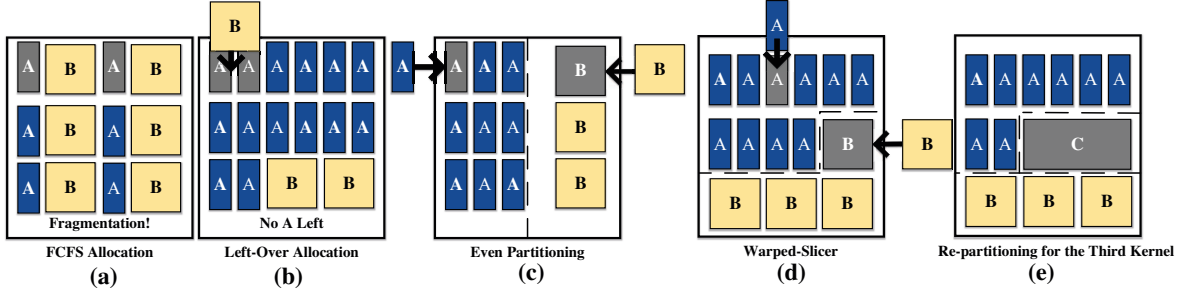 A B A B
A B A B
A B A B
Fragmentation!
FCFS Allocation
(a)
B
A A A A A A
A A A A A A
A A B B
No A Left
Left-Over Allocation
(b)
A A A A B B
A A A B
A A A B
Even Partitioning
(c)
A
A A A A A A
A A A A B B
B B B
Warped-Slicer
(d)
A A A A A A
A A C
B B B
Re-partitioning for the Third Kernel
(e)